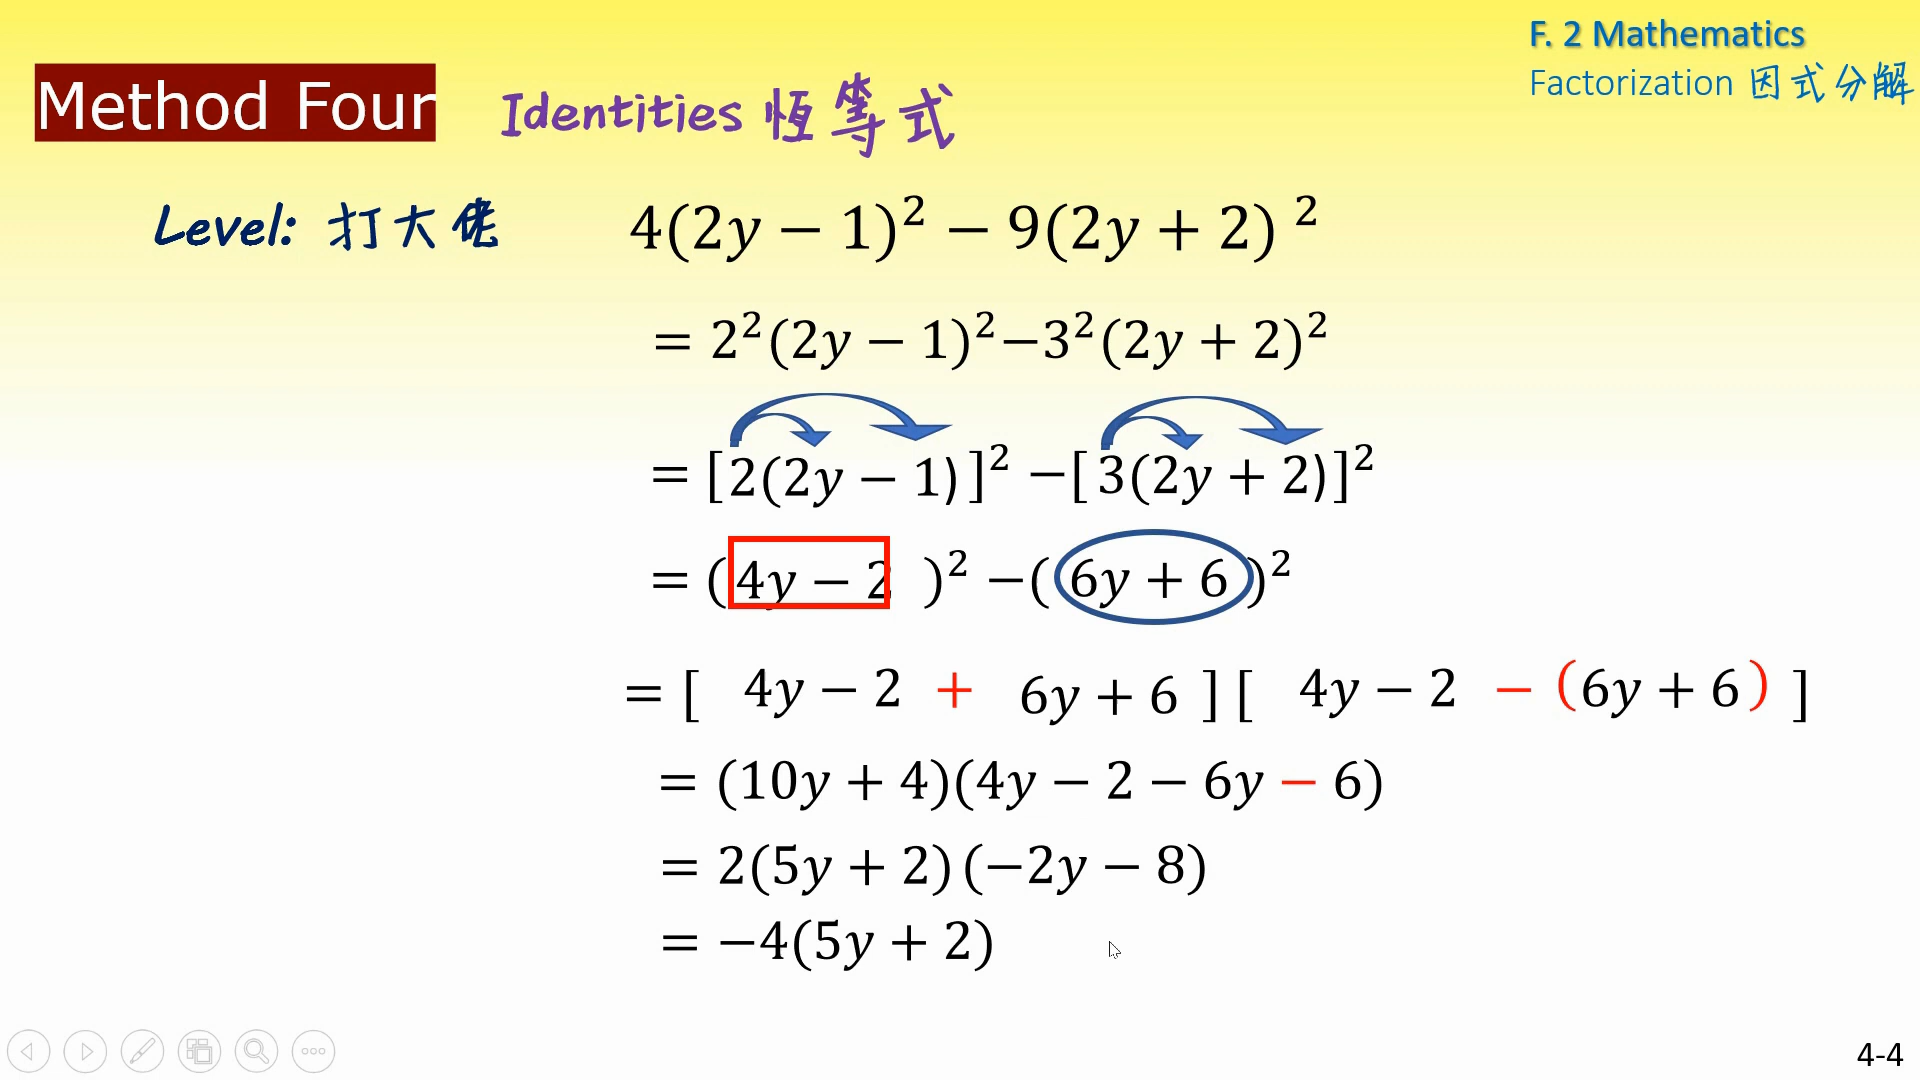 F. 2 Mathematics
Factorization 因式分解
Method Four
Identities 恆等式
Level: 打大佬
4(2y − 1)² − 9(2y + 2) ²
= 2²(2y − 1)²−3²(2y + 2)²
= [2(2y − 1)]² −[3(2y + 2)]²
= (4y − 2 )² −( 6y + 6 )²
= [ 4y − 2 + 6y + 6 ] [ 4y − 2 − (6y + 6) ]
= (10y + 4)(4y − 2 − 6y − 6)
= 2(5y + 2)(−2y − 8)
= −4(5y + 2)
4-4